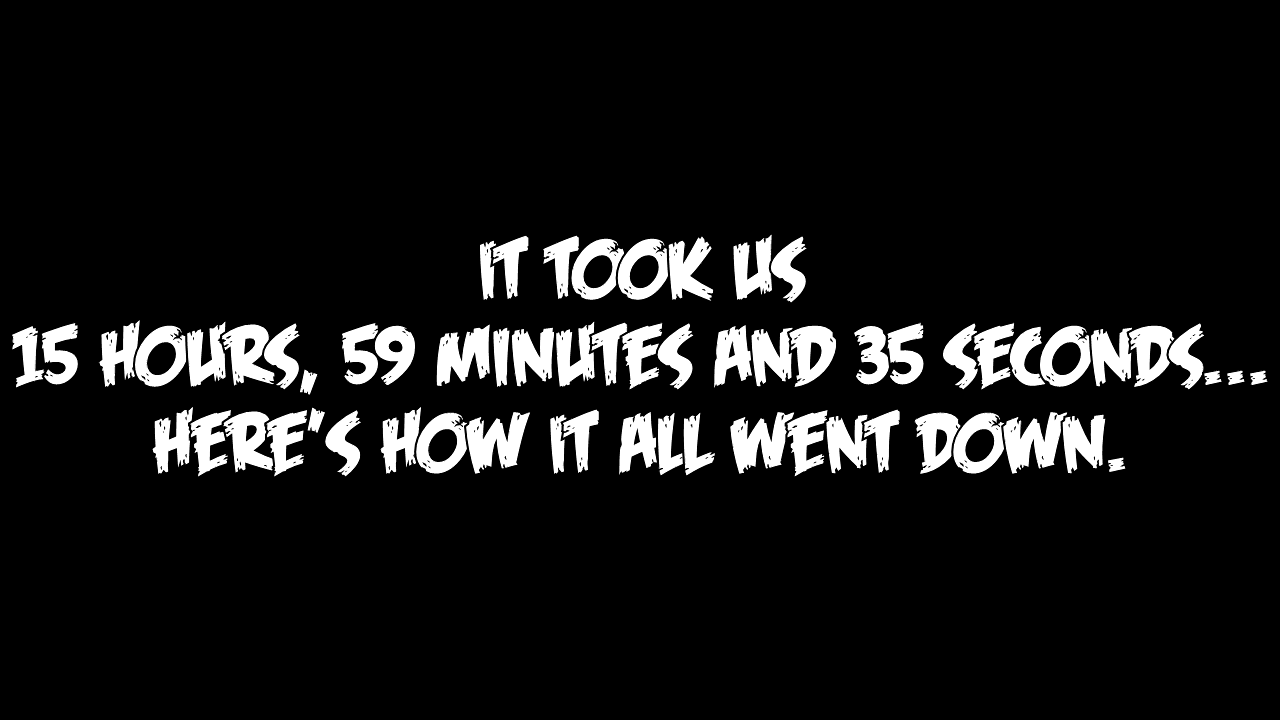 IT TOOK US
15 HOURS, 59 MINUTES AND 35 SECONDS...
HERE'S HOW IT ALL WENT DOWN.